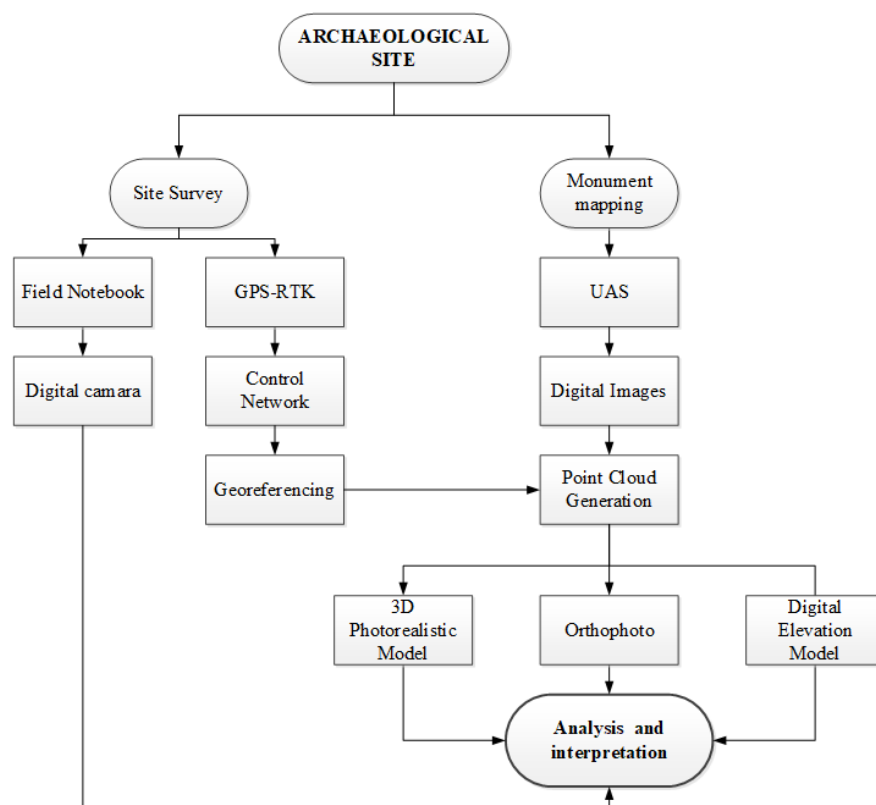 ARCHAEOLOGICAL
SITE
Site Survey
Monument
mapping
Field Notebook
GPS-RTK
UAS
Digital camara
Control
Network
Digital Images
Georeferencing
Point Cloud
Generation
3D
Photorealistic
Model
Orthophoto
Digital
Elevation
Model
Analysis and
interpretation